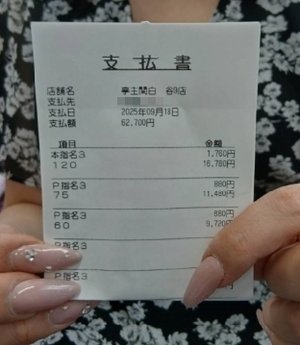 支払書
店舗名 亭主関白 谷9店
支払先
支払日 2025年09月18日
支払額 62,700円
項目 金額
本指名3 1,760円
120 16,780円
P指名3 880円
75 11,480円
P指名3 880円
60 9,720円
P指名3
P指名3